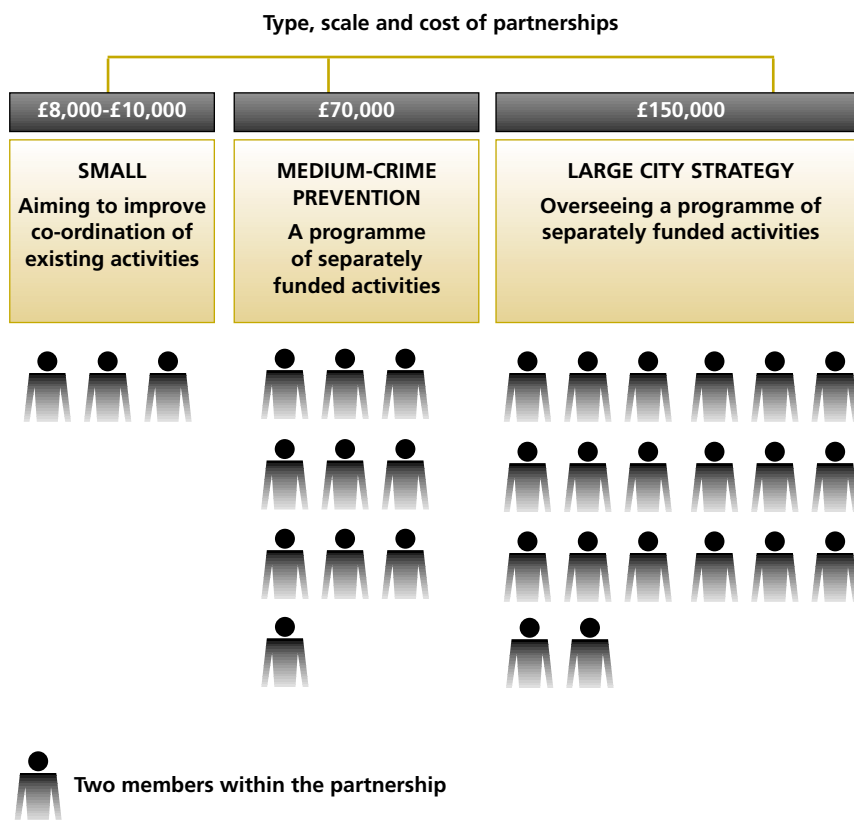 Type, scale and cost of partnerships
£8,000-£10,000
£70,000
£150,000
SMALL
Aiming to improve
co-ordination of
existing activities
MEDIUM-CRIME
PREVENTION
A programme
of separately
funded activities
LARGE CITY STRATEGY
Overseeing a programme of
separately funded activities
Two members within the partnership